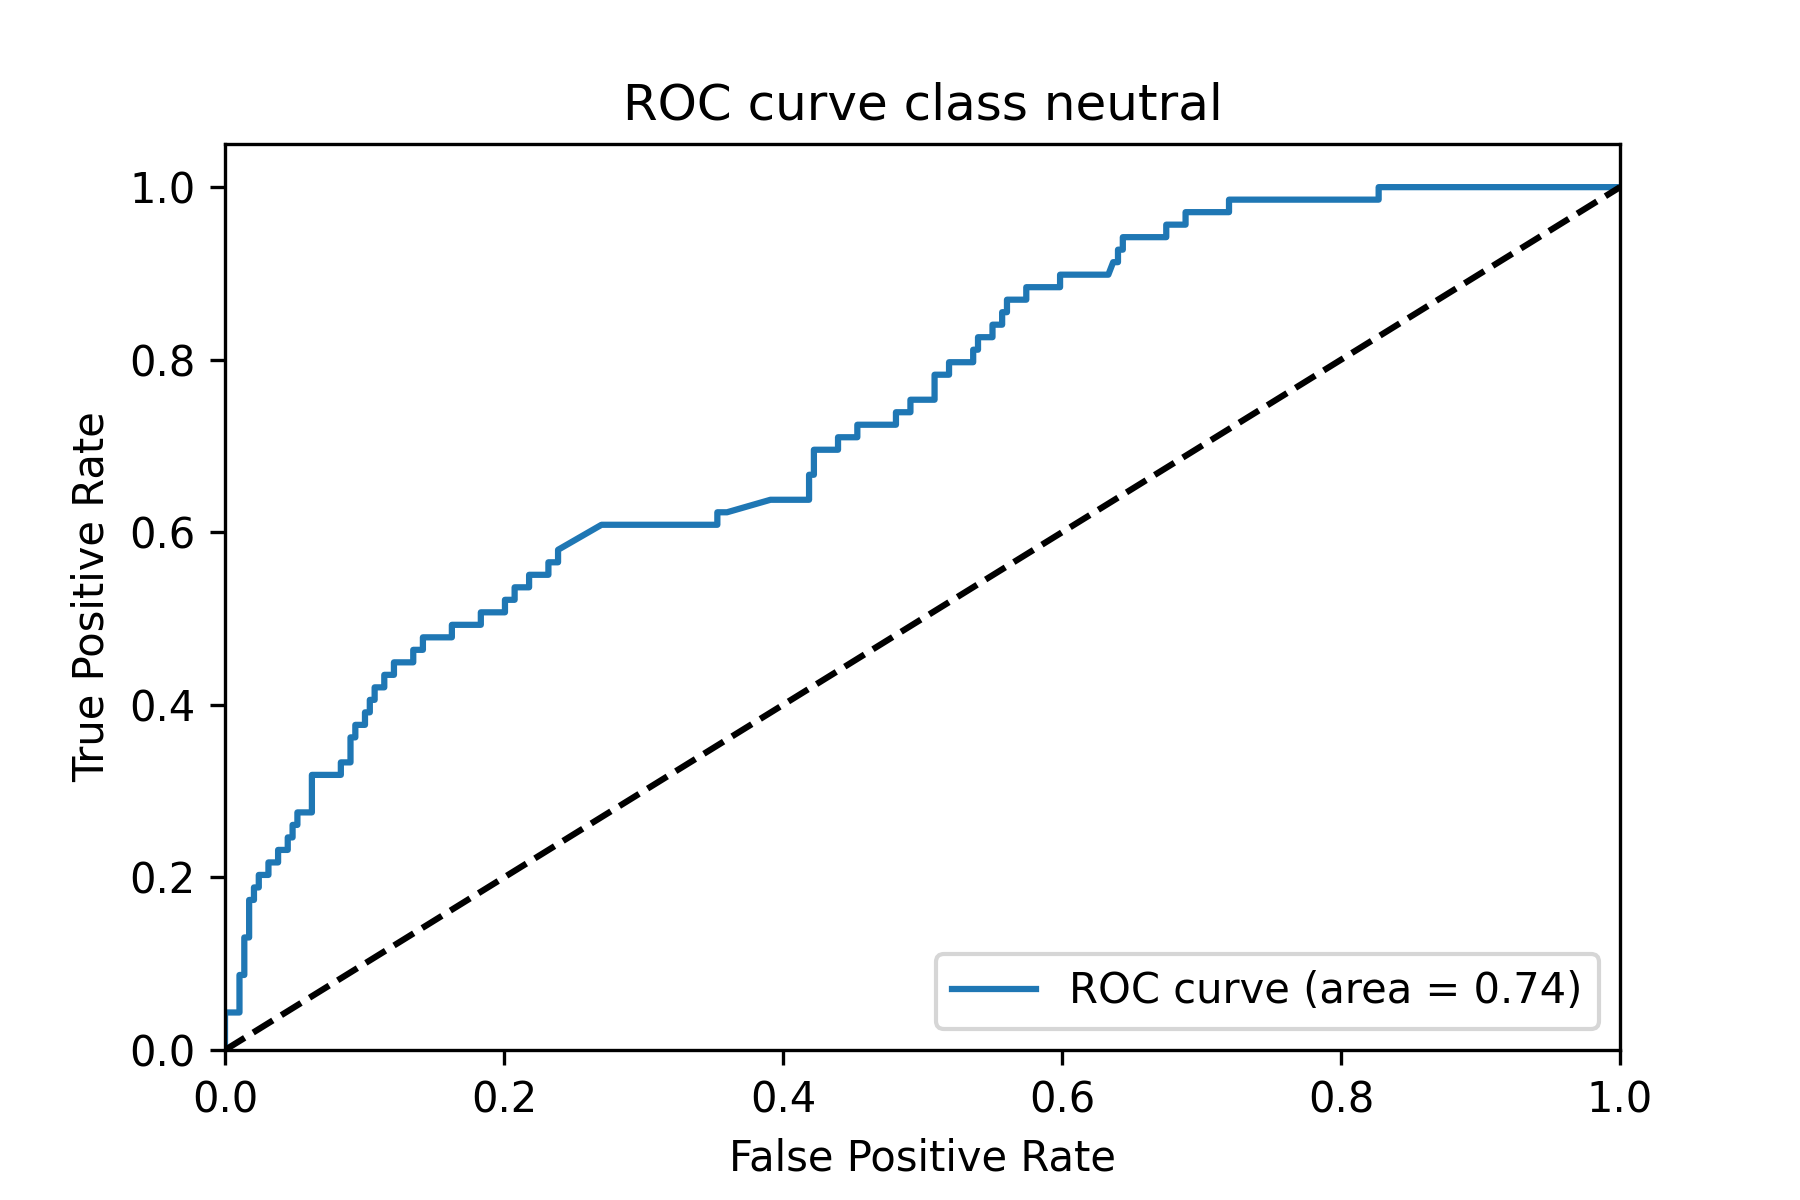 ROC curve class neutral
1.0
0.8
0.6
0.4
0.2
0.0
True Positive Rate
ROC curve (area = 0.74)
0.0 0.2 0.4 0.6 0.8 1.0
False Positive Rate